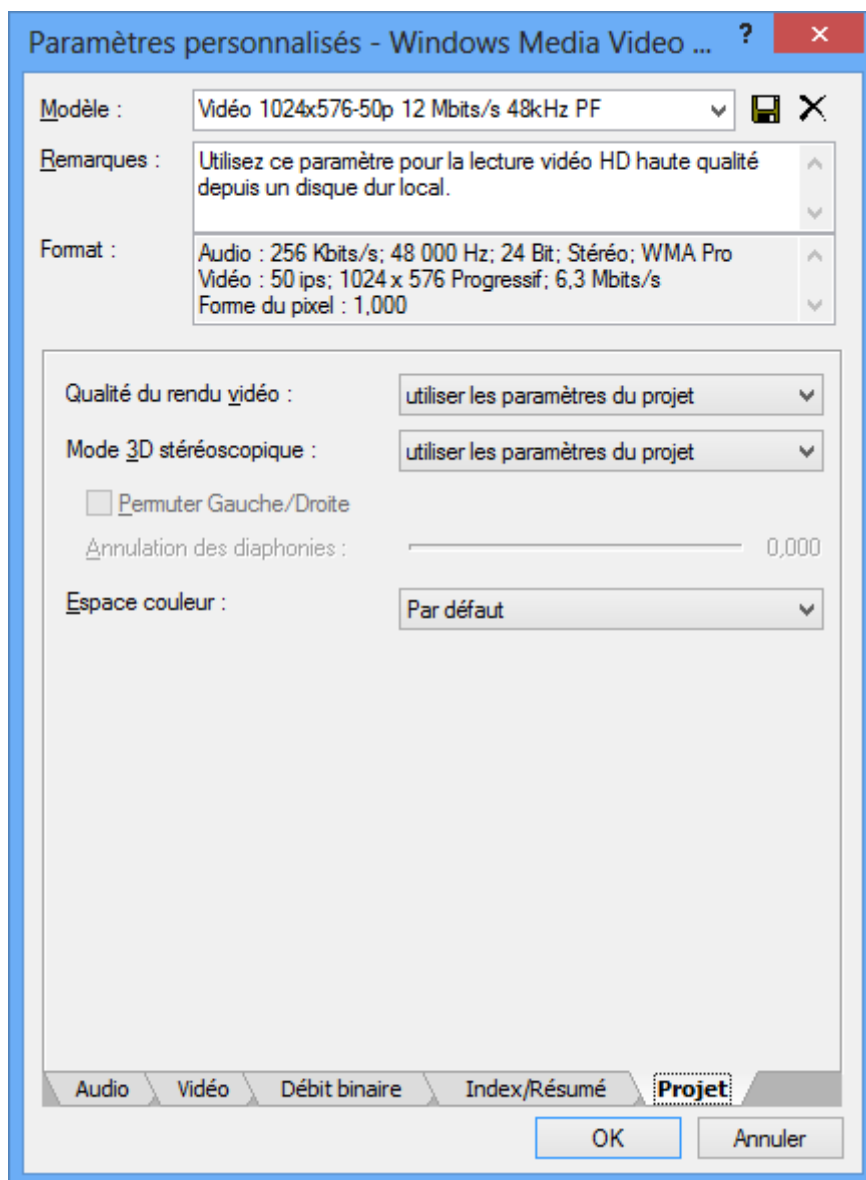 Paramètres personnalisés - Windows Media Video ... ?
Modèle : Vidéo 1024x576-50p 12 Mbits/s 48kHz PF
Remarques : Utilisez ce paramètre pour la lecture vidéo HD haute qualité
depuis un disque dur local.
Format : Audio : 256 Kbits/s; 48 000 Hz; 24 Bit; Stéréo; WMA Pro
Vidéo : 50 ips; 1024 x 576 Progressif; 6,3 Mbits/s
Forme du pixel : 1,000
Qualité du rendu vidéo : utiliser les paramètres du projet
Mode 3D stéréoscopique : utiliser les paramètres du projet
Permuter Gauche/Droite
Annulation des diaphonies : 0,000
Espace couleur : Par défaut
Audio Vidéo Débit binaire Index/Résumé Projet
OK Annuler